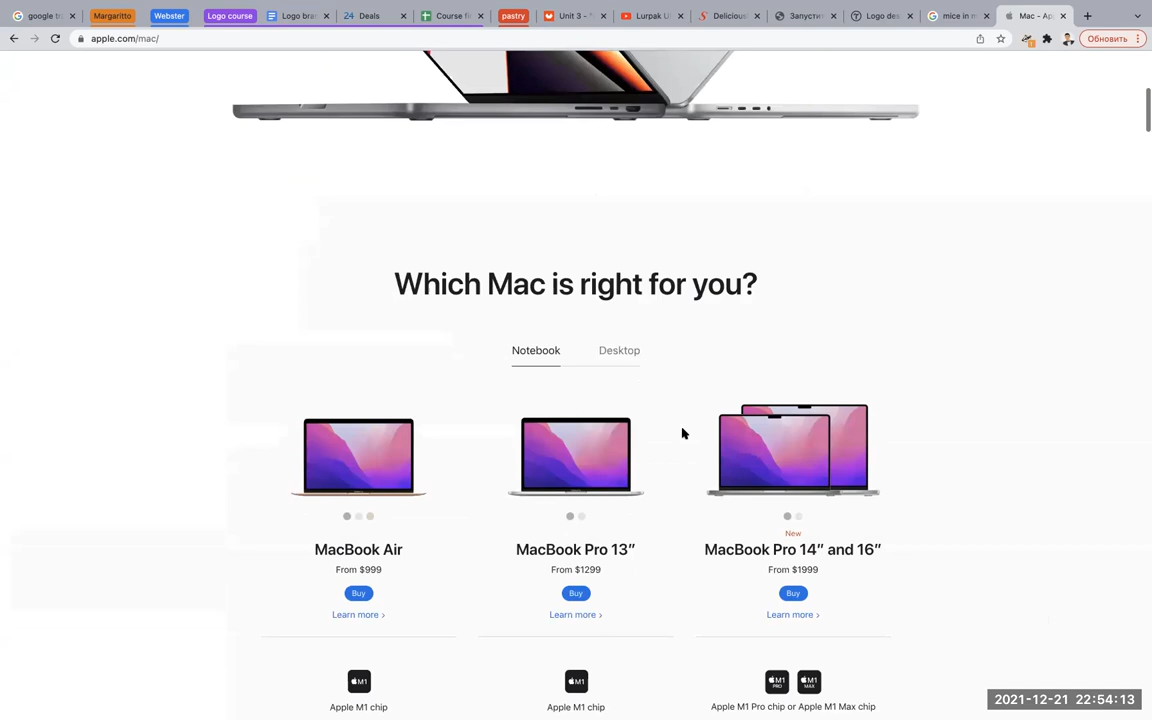 google tr
Margaritto
Webster
Logo course
Logo bra
24 Deals
Course fi
pastry
Unit 3 -
Lurpak U
Delicious
Запусти
Logo des
mice in m
Mac - Ap
apple.com/mac/
Обновить
Which Mac is right for you?
Notebook Desktop
New
MacBook Air MacBook Pro 13″ MacBook Pro 14″ and 16″
From $999 From $1299 From $1999
Buy Buy Buy
Learn more > Learn more > Learn more >
M1 M1 M1 PRO M1 MAX
Apple M1 chip Apple M1 chip Apple M1 Pro chip or Apple M1 Max chip
2021-12-21 22:54:13